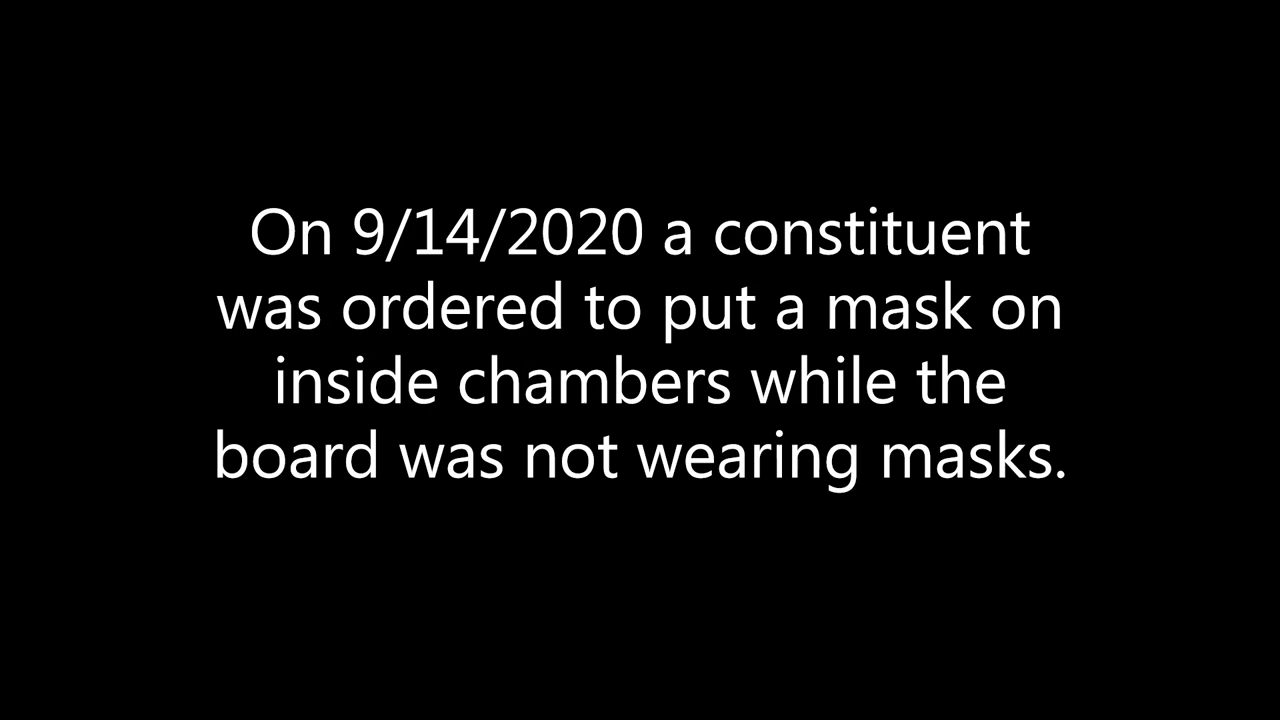 On 9/14/2020 a constituent
was ordered to put a mask on
inside chambers while the
board was not wearing masks.